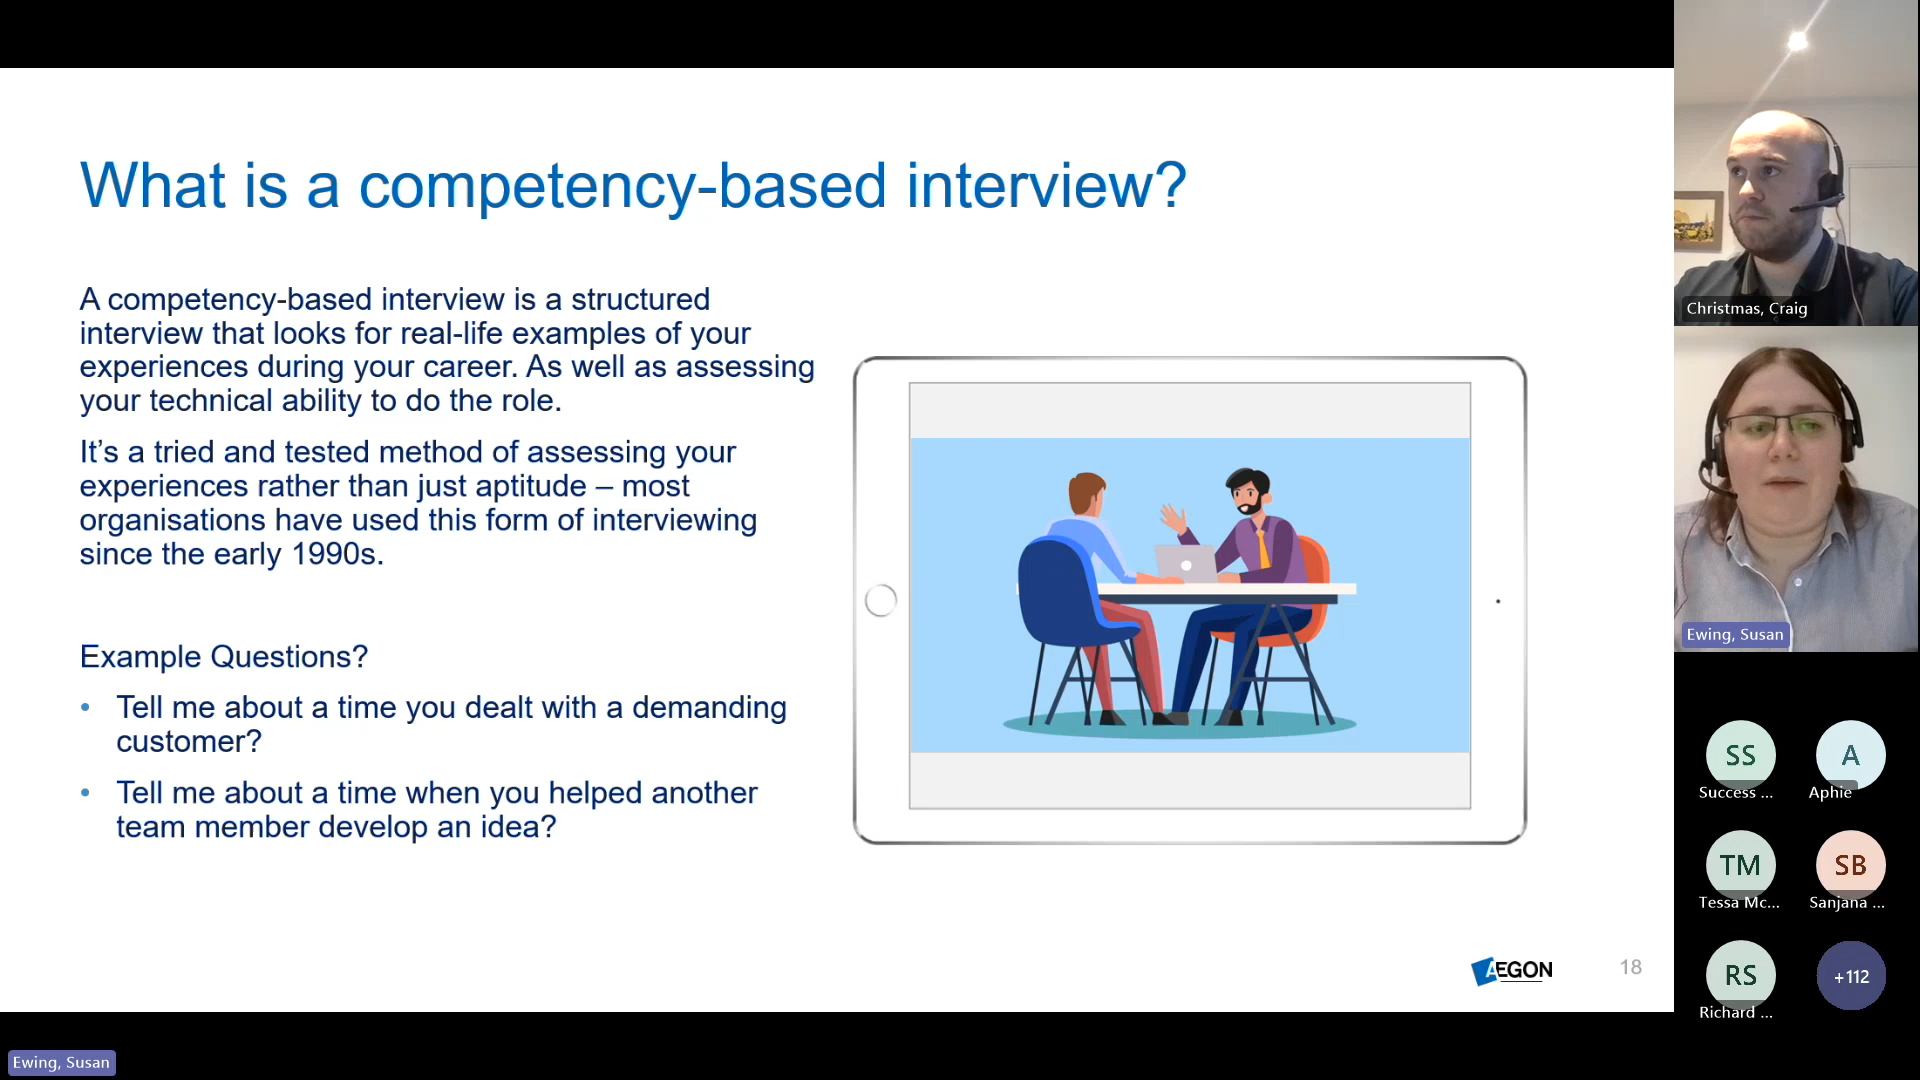 What is a competency-based interview?
A competency-based interview is a structured
interview that looks for real-life examples of your
experiences during your career. As well as assessing
your technical ability to do the role.
It’s a tried and tested method of assessing your
experiences rather than just aptitude – most
organisations have used this form of interviewing
since the early 1990s.
Example Questions?
• Tell me about a time you dealt with a demanding
customer?
• Tell me about a time when you helped another
team member develop an idea?
AEGON
18
Christmas, Craig
Ewing, Susan
SS
A
Success ...
Aphie
TM
SB
Tessa Mc...
Sanjana ...
RS
+112
Richard ...
Ewing, Susan